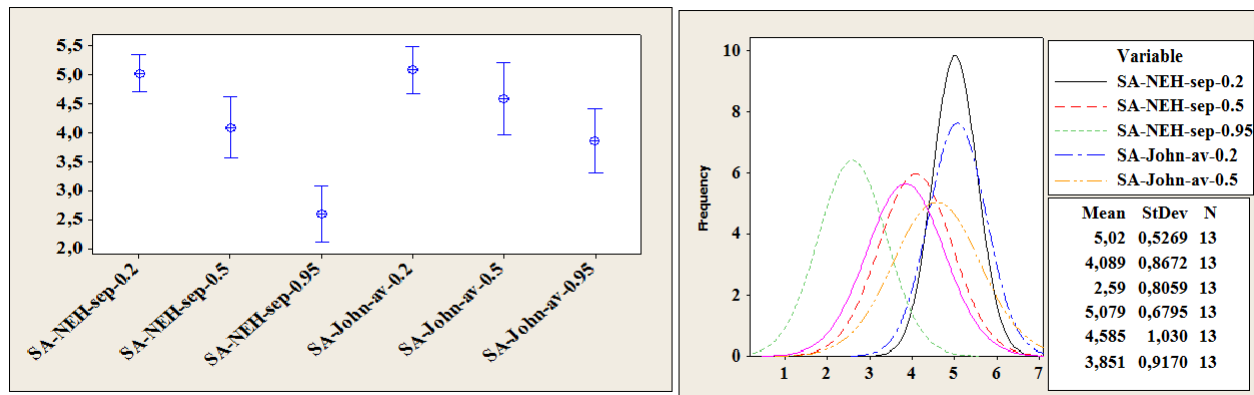 5,5
5,0
4,5
4,0
3,5
3,0
2,5
2,0
SA-NEH-sep-0.2
SA-NEH-sep-0.5
SA-NEH-sep-0.95
SA-John-av-0.2
SA-John-av-0.5
SA-John-av-0.95
Frequency
10
8
6
4
2
0
1 2 3 4 5 6 7
Variable
SA-NEH-sep-0.2
SA-NEH-sep-0.5
SA-NEH-sep-0.95
SA-John-av-0.2
SA-John-av-0.5
Mean StDev N
5,02 0,5269 13
4,089 0,8672 13
2,59 0,8059 13
5,079 0,6795 13
4,585 1,030 13
3,851 0,9170 13